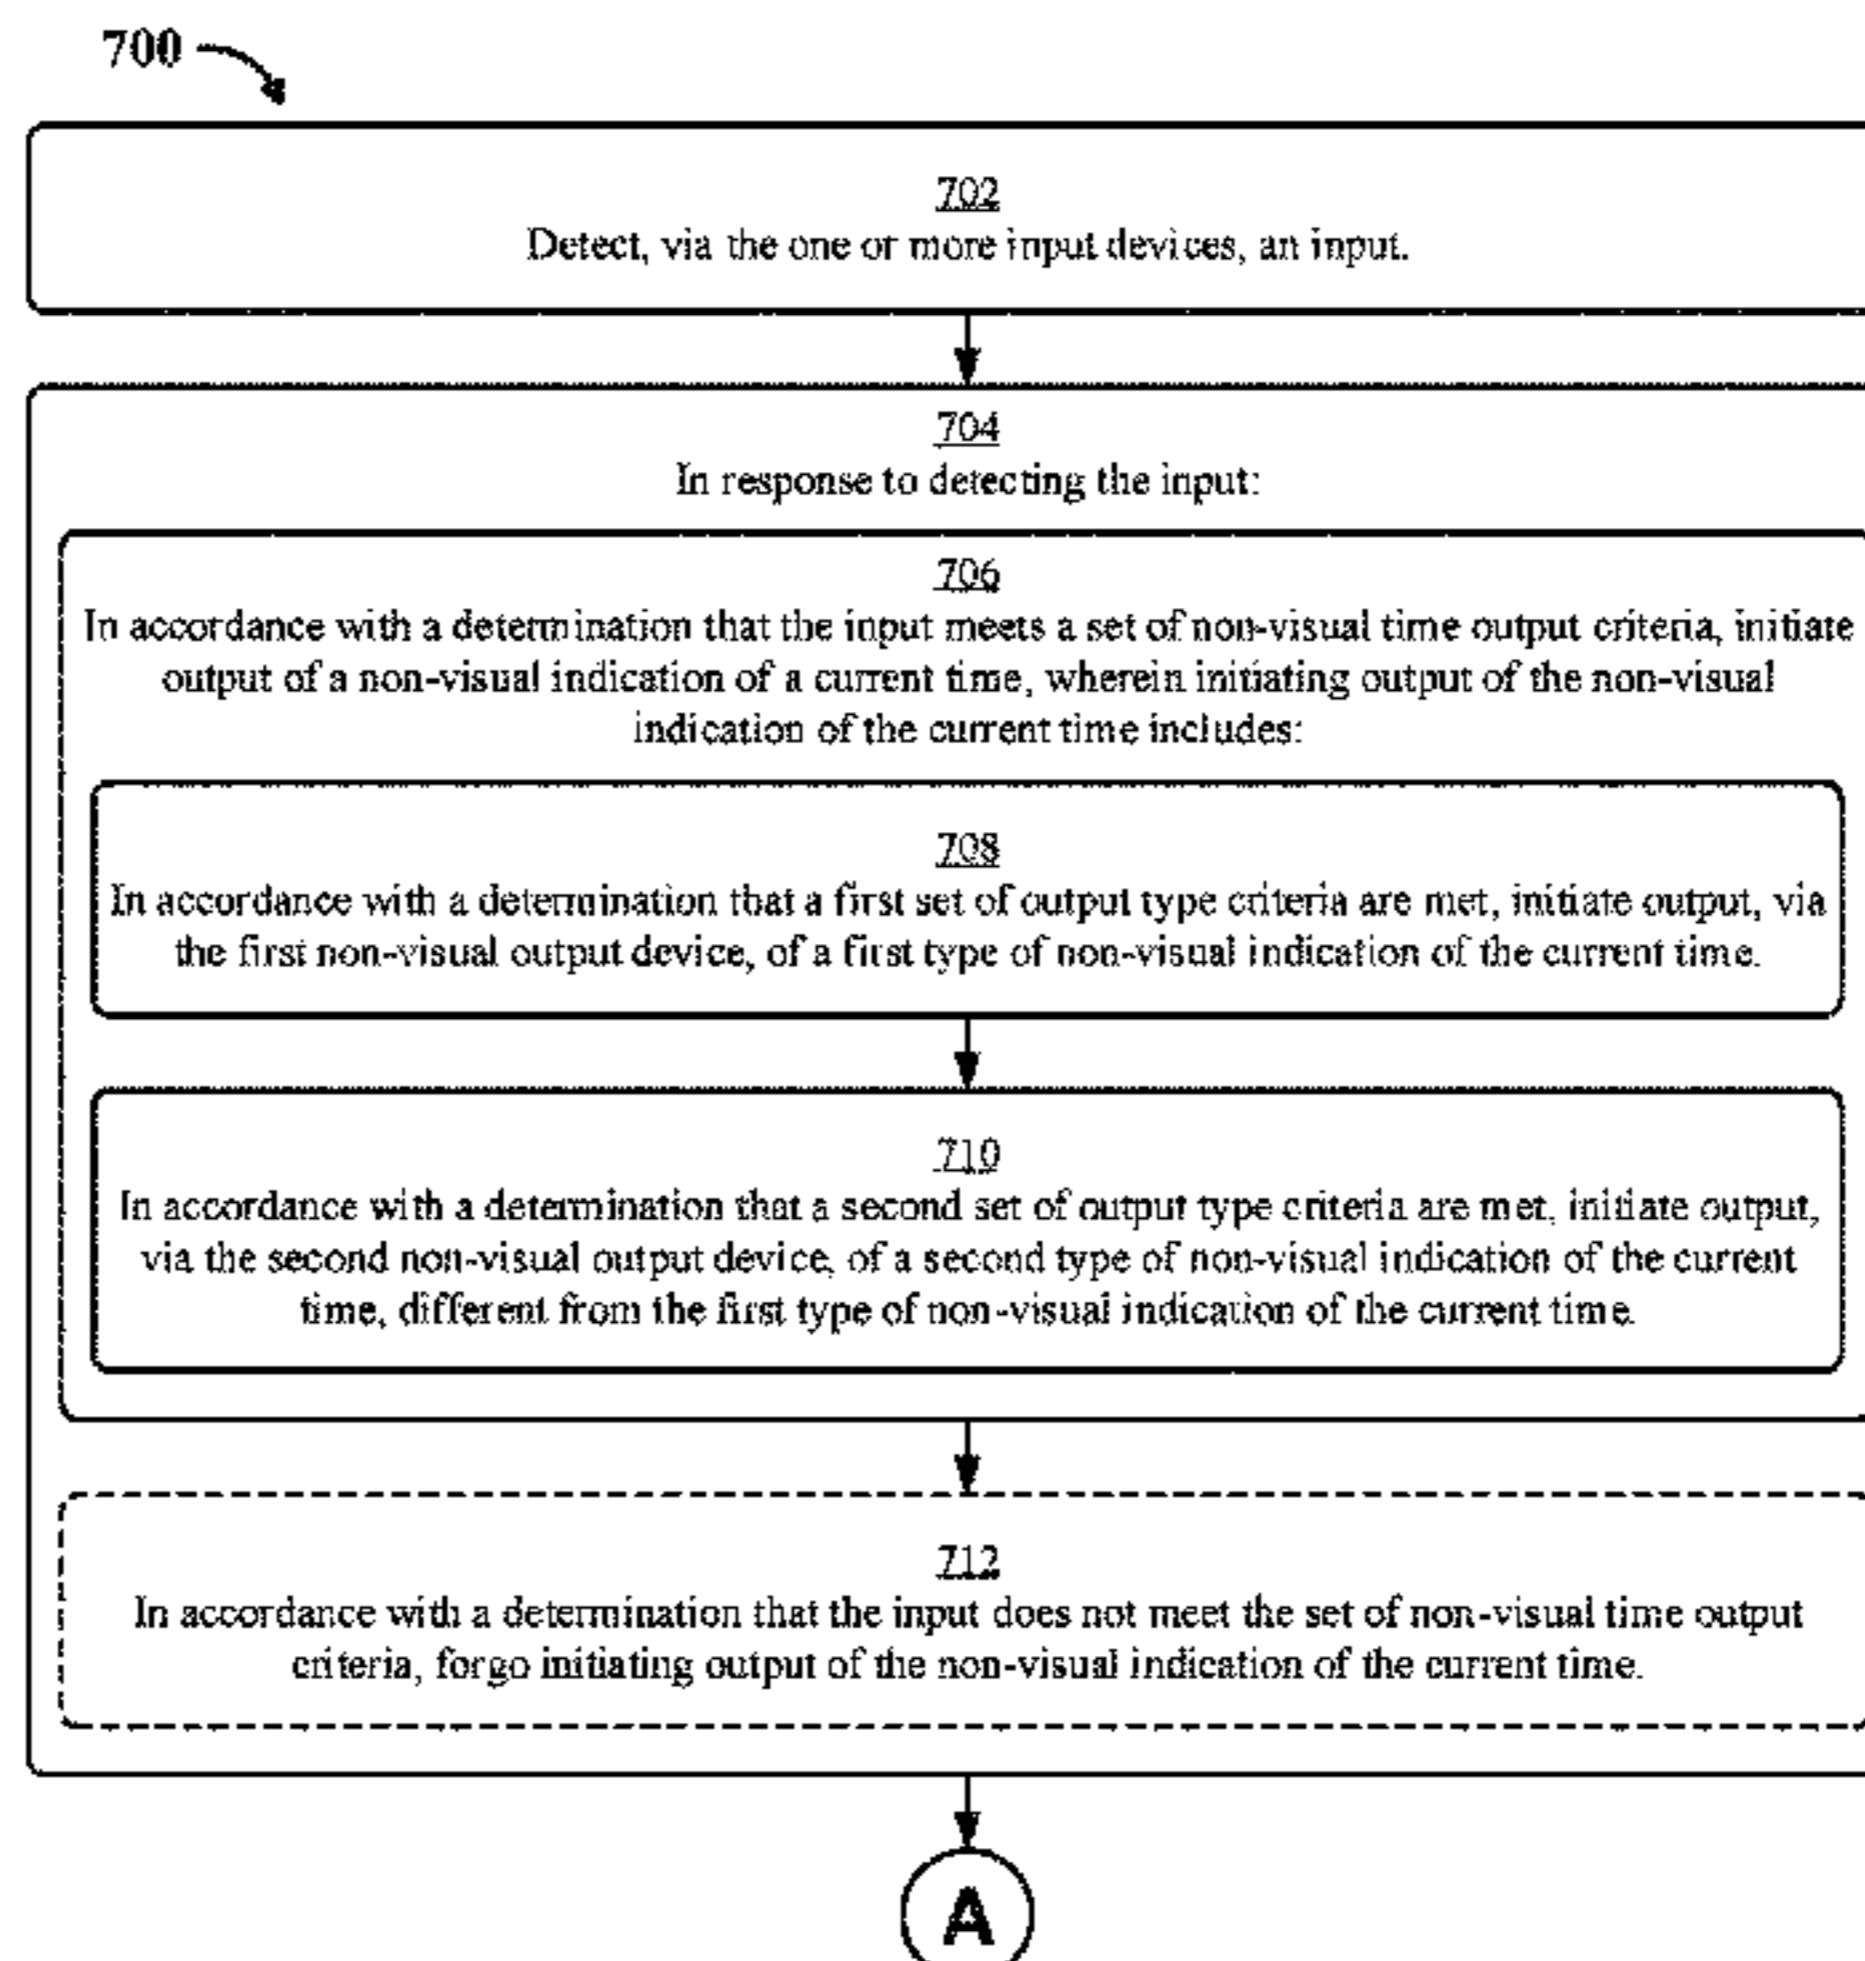 700
702
Detect, via the one or more input devices, an input.
704
In response to detecting the input:
706
In accordance with a determination that the input meets a set of non-visual time output criteria, initiate
output of a non-visual indication of a current time, wherein initiating output of the non-visual
indication of the current time includes:
708
In accordance with a determination that a first set of output type criteria are met, initiate output, via
the first non-visual output device, of a first type of non-visual indication of the current time.
710
In accordance with a determination that a second set of output type criteria are met, initiate output,
via the second non-visual output device, of a second type of non-visual indication of the current
time, different from the first type of non-visual indication of the current time.
712
In accordance with a determination that the input does not meet the set of non-visual time output
criteria, forgo initiating output of the non-visual indication of the current time.
A